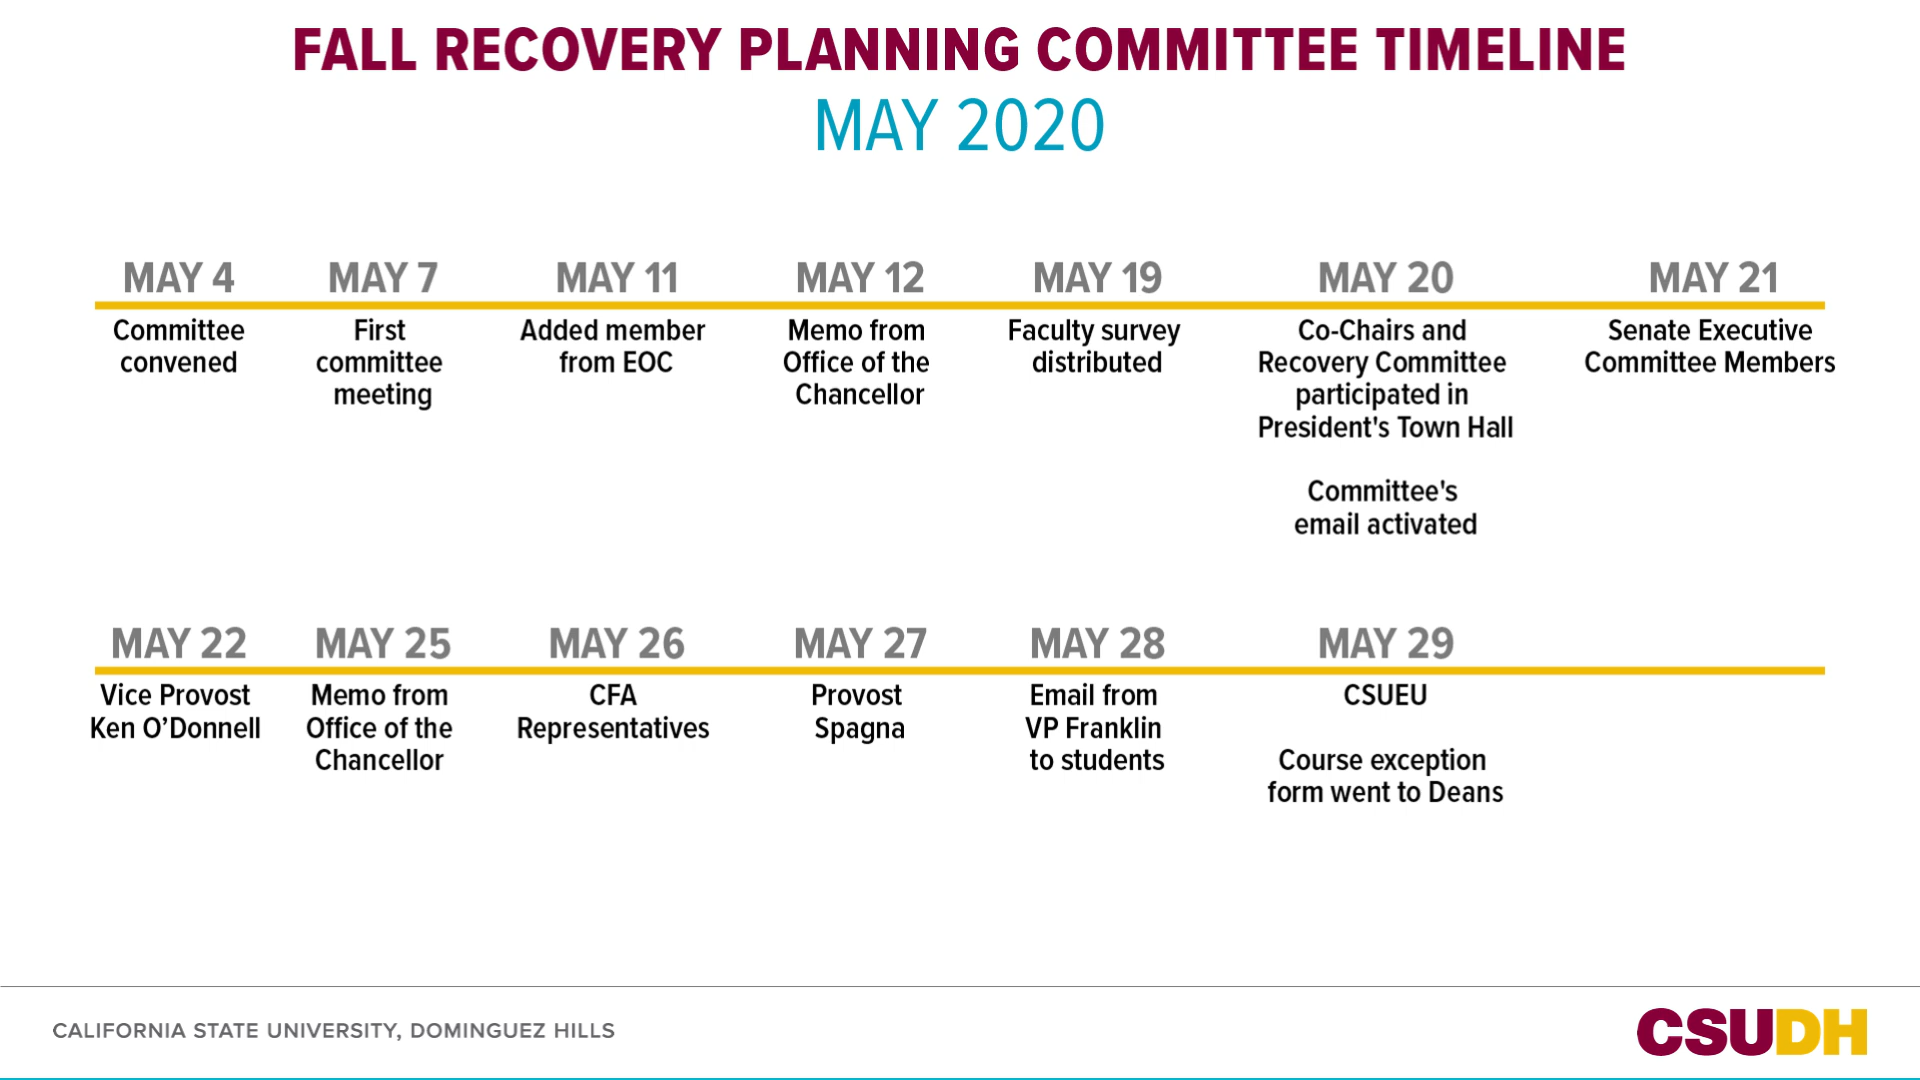 FALL RECOVERY PLANNING COMMITTEE TIMELINE
MAY 2020
MAY 4
Committee
convened
MAY 7
First
committee
meeting
MAY 11
Added member
from EOC
MAY 12
Memo from
Office of the
Chancellor
MAY 19
Faculty survey
distributed
MAY 20
Co-Chairs and
Recovery Committee
participated in
President's Town Hall
Committee's
email activated
MAY 21
Senate Executive
Committee Members
MAY 22
Vice Provost
Ken O’Donnell
MAY 25
Memo from
Office of the
Chancellor
MAY 26
CFA
Representatives
MAY 27
Provost
Spagna
MAY 28
Email from
VP Franklin
to students
MAY 29
CSUEU
Course exception
form went to Deans
CALIFORNIA STATE UNIVERSITY, DOMINGUEZ HILLS
CSUDH